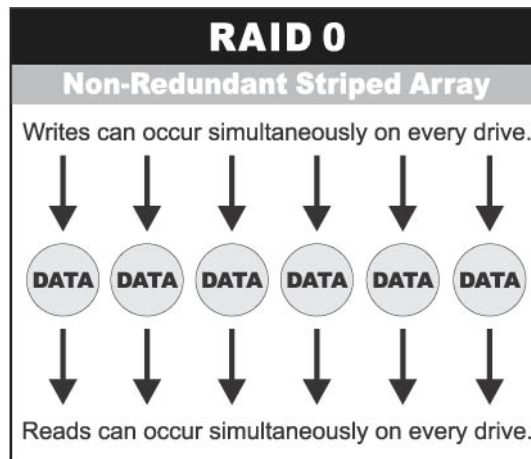 RAID 0
Non-Redundant Striped Array
Writes can occur simultaneously on every drive.
DATA DATA DATA DATA DATA DATA
Reads can occur simultaneously on every drive.